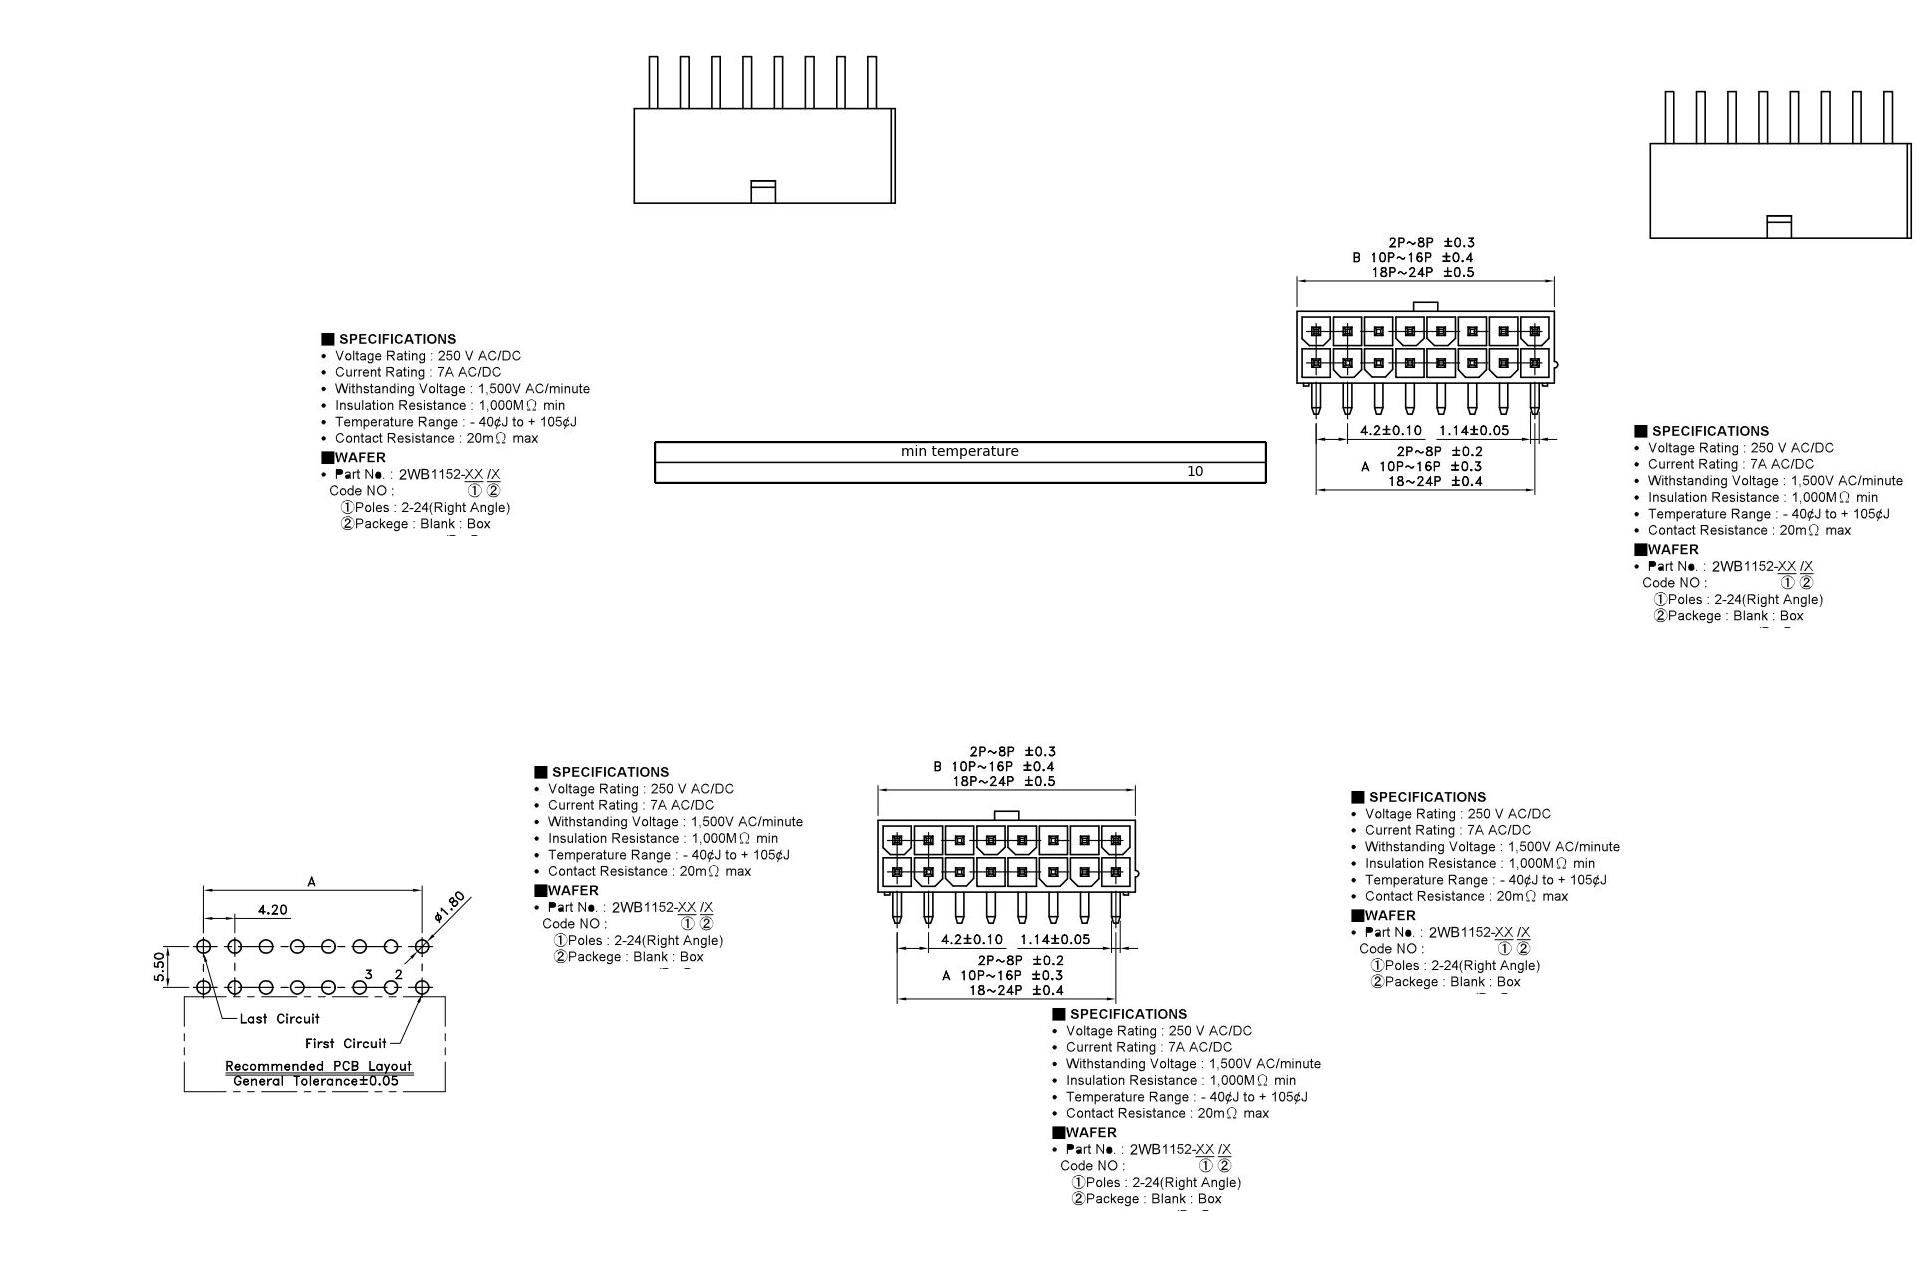 2P~8P ±0.3
B 10P~16P ±0.4
18P~24P ±0.5
4.2±0.10 1.14±0.05
2P~8P ±0.2
A 10P~16P ±0.3
18~24P ±0.4
■ SPECIFICATIONS
• Voltage Rating : 250 V AC/DC
• Current Rating : 7A AC/DC
• Withstanding Voltage : 1,500V AC/minute
• Insulation Resistance : 1,000MΩ min
• Temperature Range : - 40¢J to + 105¢J
• Contact Resistance : 20mΩ max
■WAFER
• Part No. : 2WB1152-XX /X
Code NO : ① ②
①Poles : 2-24(Right Angle)
②Packege : Blank : Box
min temperature
10
■ SPECIFICATIONS
• Voltage Rating : 250 V AC/DC
• Current Rating : 7A AC/DC
• Withstanding Voltage : 1,500V AC/minute
• Insulation Resistance : 1,000MΩ min
• Temperature Range : - 40¢J to + 105¢J
• Contact Resistance : 20mΩ max
■WAFER
• Part No. : 2WB1152-XX /X
Code NO : ① ②
①Poles : 2-24(Right Angle)
②Packege : Blank : Box
A
4.20
ø1.80
5.50
3 2
Last Circuit
First Circuit
Recommended PCB Layout
General Tolerance±0.05
■ SPECIFICATIONS
• Voltage Rating : 250 V AC/DC
• Current Rating : 7A AC/DC
• Withstanding Voltage : 1,500V AC/minute
• Insulation Resistance : 1,000MΩ min
• Temperature Range : - 40¢J to + 105¢J
• Contact Resistance : 20mΩ max
■WAFER
• Part No. : 2WB1152-XX /X
Code NO : ① ②
①Poles : 2-24(Right Angle)
②Packege : Blank : Box
2P~8P ±0.3
B 10P~16P ±0.4
18P~24P ±0.5
4.2±0.10 1.14±0.05
2P~8P ±0.2
A 10P~16P ±0.3
18~24P ±0.4
■ SPECIFICATIONS
• Voltage Rating : 250 V AC/DC
• Current Rating : 7A AC/DC
• Withstanding Voltage : 1,500V AC/minute
• Insulation Resistance : 1,000MΩ min
• Temperature Range : - 40¢J to + 105¢J
• Contact Resistance : 20mΩ max
■WAFER
• Part No. : 2WB1152-XX /X
Code NO : ① ②
①Poles : 2-24(Right Angle)
②Packege : Blank : Box
■ SPECIFICATIONS
• Voltage Rating : 250 V AC/DC
• Current Rating : 7A AC/DC
• Withstanding Voltage : 1,500V AC/minute
• Insulation Resistance : 1,000MΩ min
• Temperature Range : - 40¢J to + 105¢J
• Contact Resistance : 20mΩ max
■WAFER
• Part No. : 2WB1152-XX /X
Code NO : ① ②
①Poles : 2-24(Right Angle)
②Packege : Blank : Box